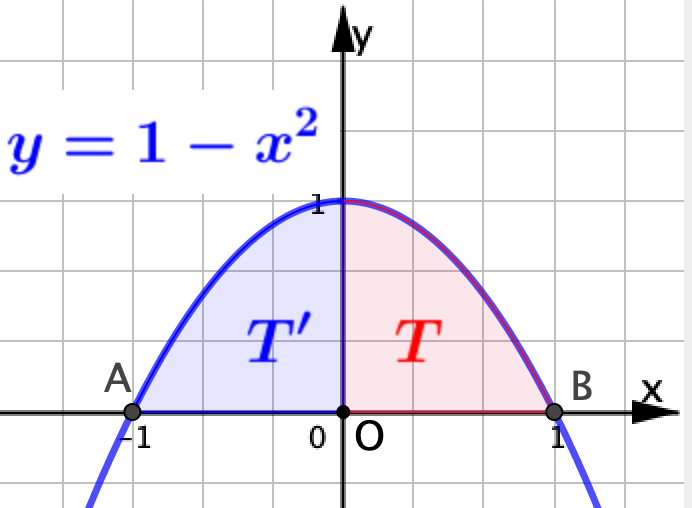 y
y = 1 − x²
1
T′ T
A B x
-1 0 O 1